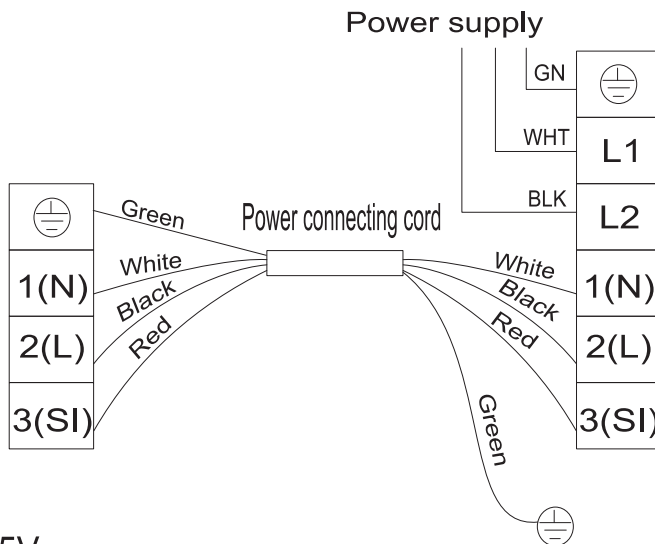 Power supply
GN
WHT
BLK
L1
L2
1(N)
2(L)
3(SI)
Power connecting cord
Green
White
Black
Red
White
Black
Red
Green
1(N)
2(L)
3(SI)
5V